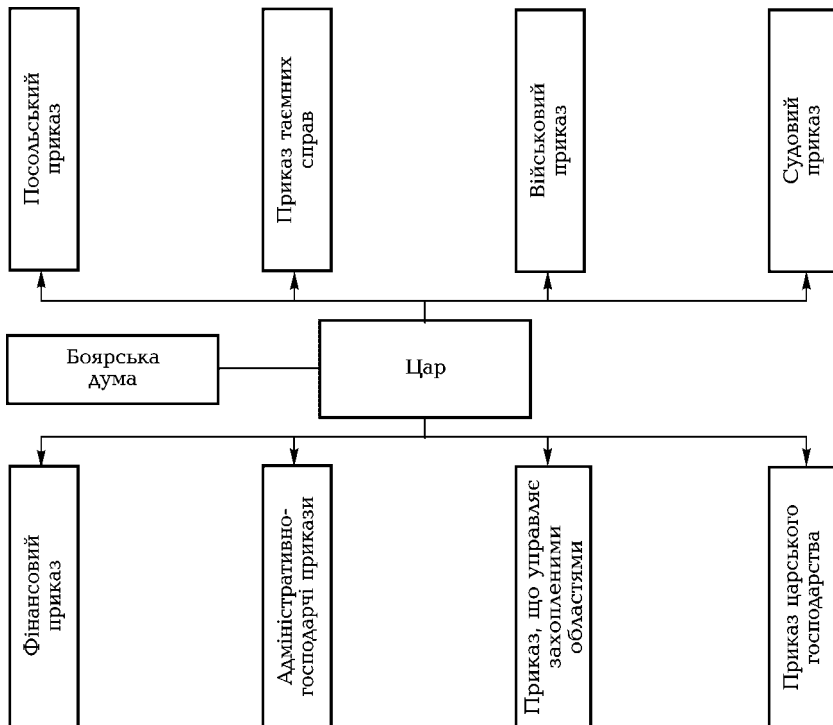 Посольський
приказ
Приказ таємних
справ
Військовий
приказ
Судовий
приказ
Боярська
дума
Цар
Фінансовий
приказ
Адміністративно-
господарчі прикази
Приказ, що управляє
захопленими
областями
Приказ царського
господарства